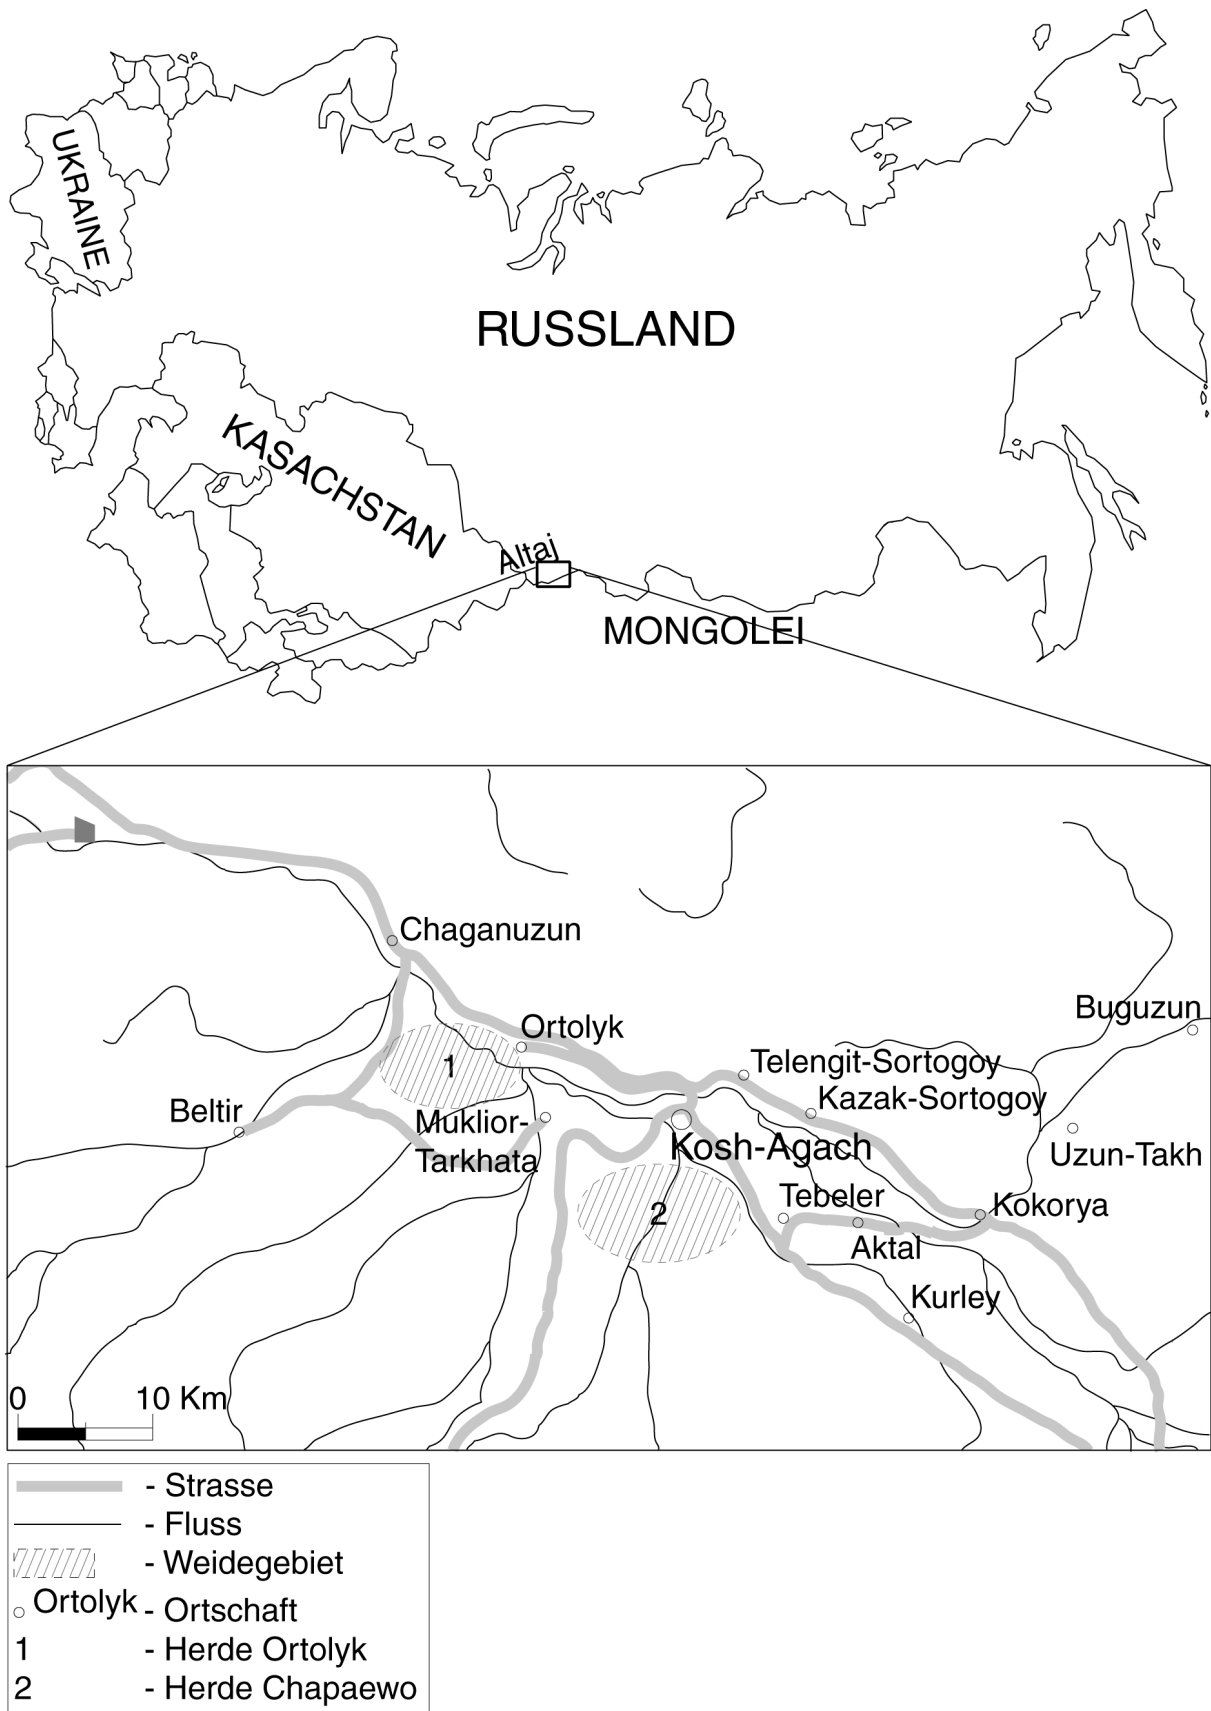 UKRAINE
RUSSLAND
KASACHSTAN
Altaj
MONGOLEI
Chaganuzun
Ortolyk
Buguzun
Telengit-Sortogoy
Kazak-Sortogoy
Beltir
Muklior-
Tarkhata
Kosh-Agach
Uzun-Takh
1
2
Tebeler
Kokorya
Aktal
Kurley
0 10 Km
- Strasse
- Fluss
- Weidegebiet
Ortolyk - Ortschaft
1 - Herde Ortolyk
2 - Herde Chapaewo